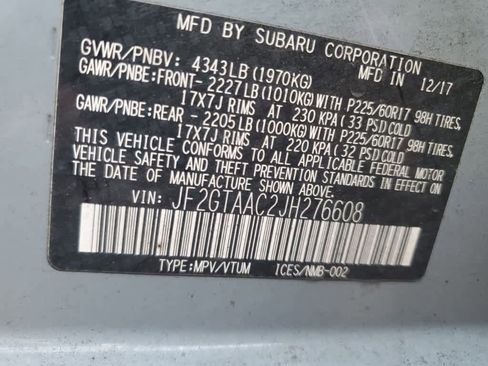 MFD BY SUBARU CORPORATION
GVWR/PNBV: 4343LB(1970KG) MFD IN 12/17
GAWR/PNBE:FRONT-2227LB(1010KG)WITH P225/60R17 98H TIRES,
17X7J RIMS AT 230 KPA(33 PSI)COLD
GAWR/PNBE:REAR -2205LB(1000KG)WITH P225/60R17 98H TIRES,
17X7J RIMS AT 220 KPA(32 PSI)COLD
THIS VEHICLE CONFORMS TO ALL APPLICABLE FEDERAL MOTOR
VEHICLE SAFETY AND THEFT PREVENTION STANDARDS IN EFFECT ON
THE DATE OF MANUFACTURE SHOWN ABOVE.
VIN: JF2GTAAC2JH276608
TYPE:MPV/VTUM ICES/NMB-002